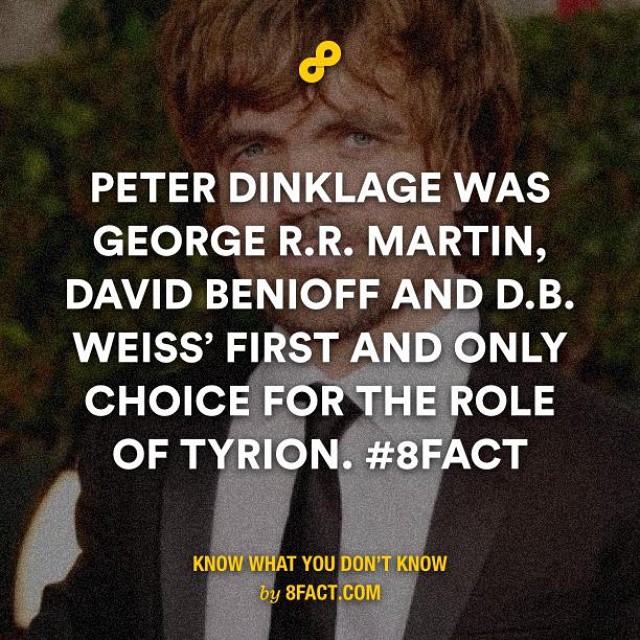 PETER DINKLAGE WAS
GEORGE R.R. MARTIN,
DAVID BENIOFF AND D.B.
WEISS’ FIRST AND ONLY
CHOICE FOR THE ROLE
OF TYRION. #8FACT
KNOW WHAT YOU DON’T KNOW
by 8FACT.COM